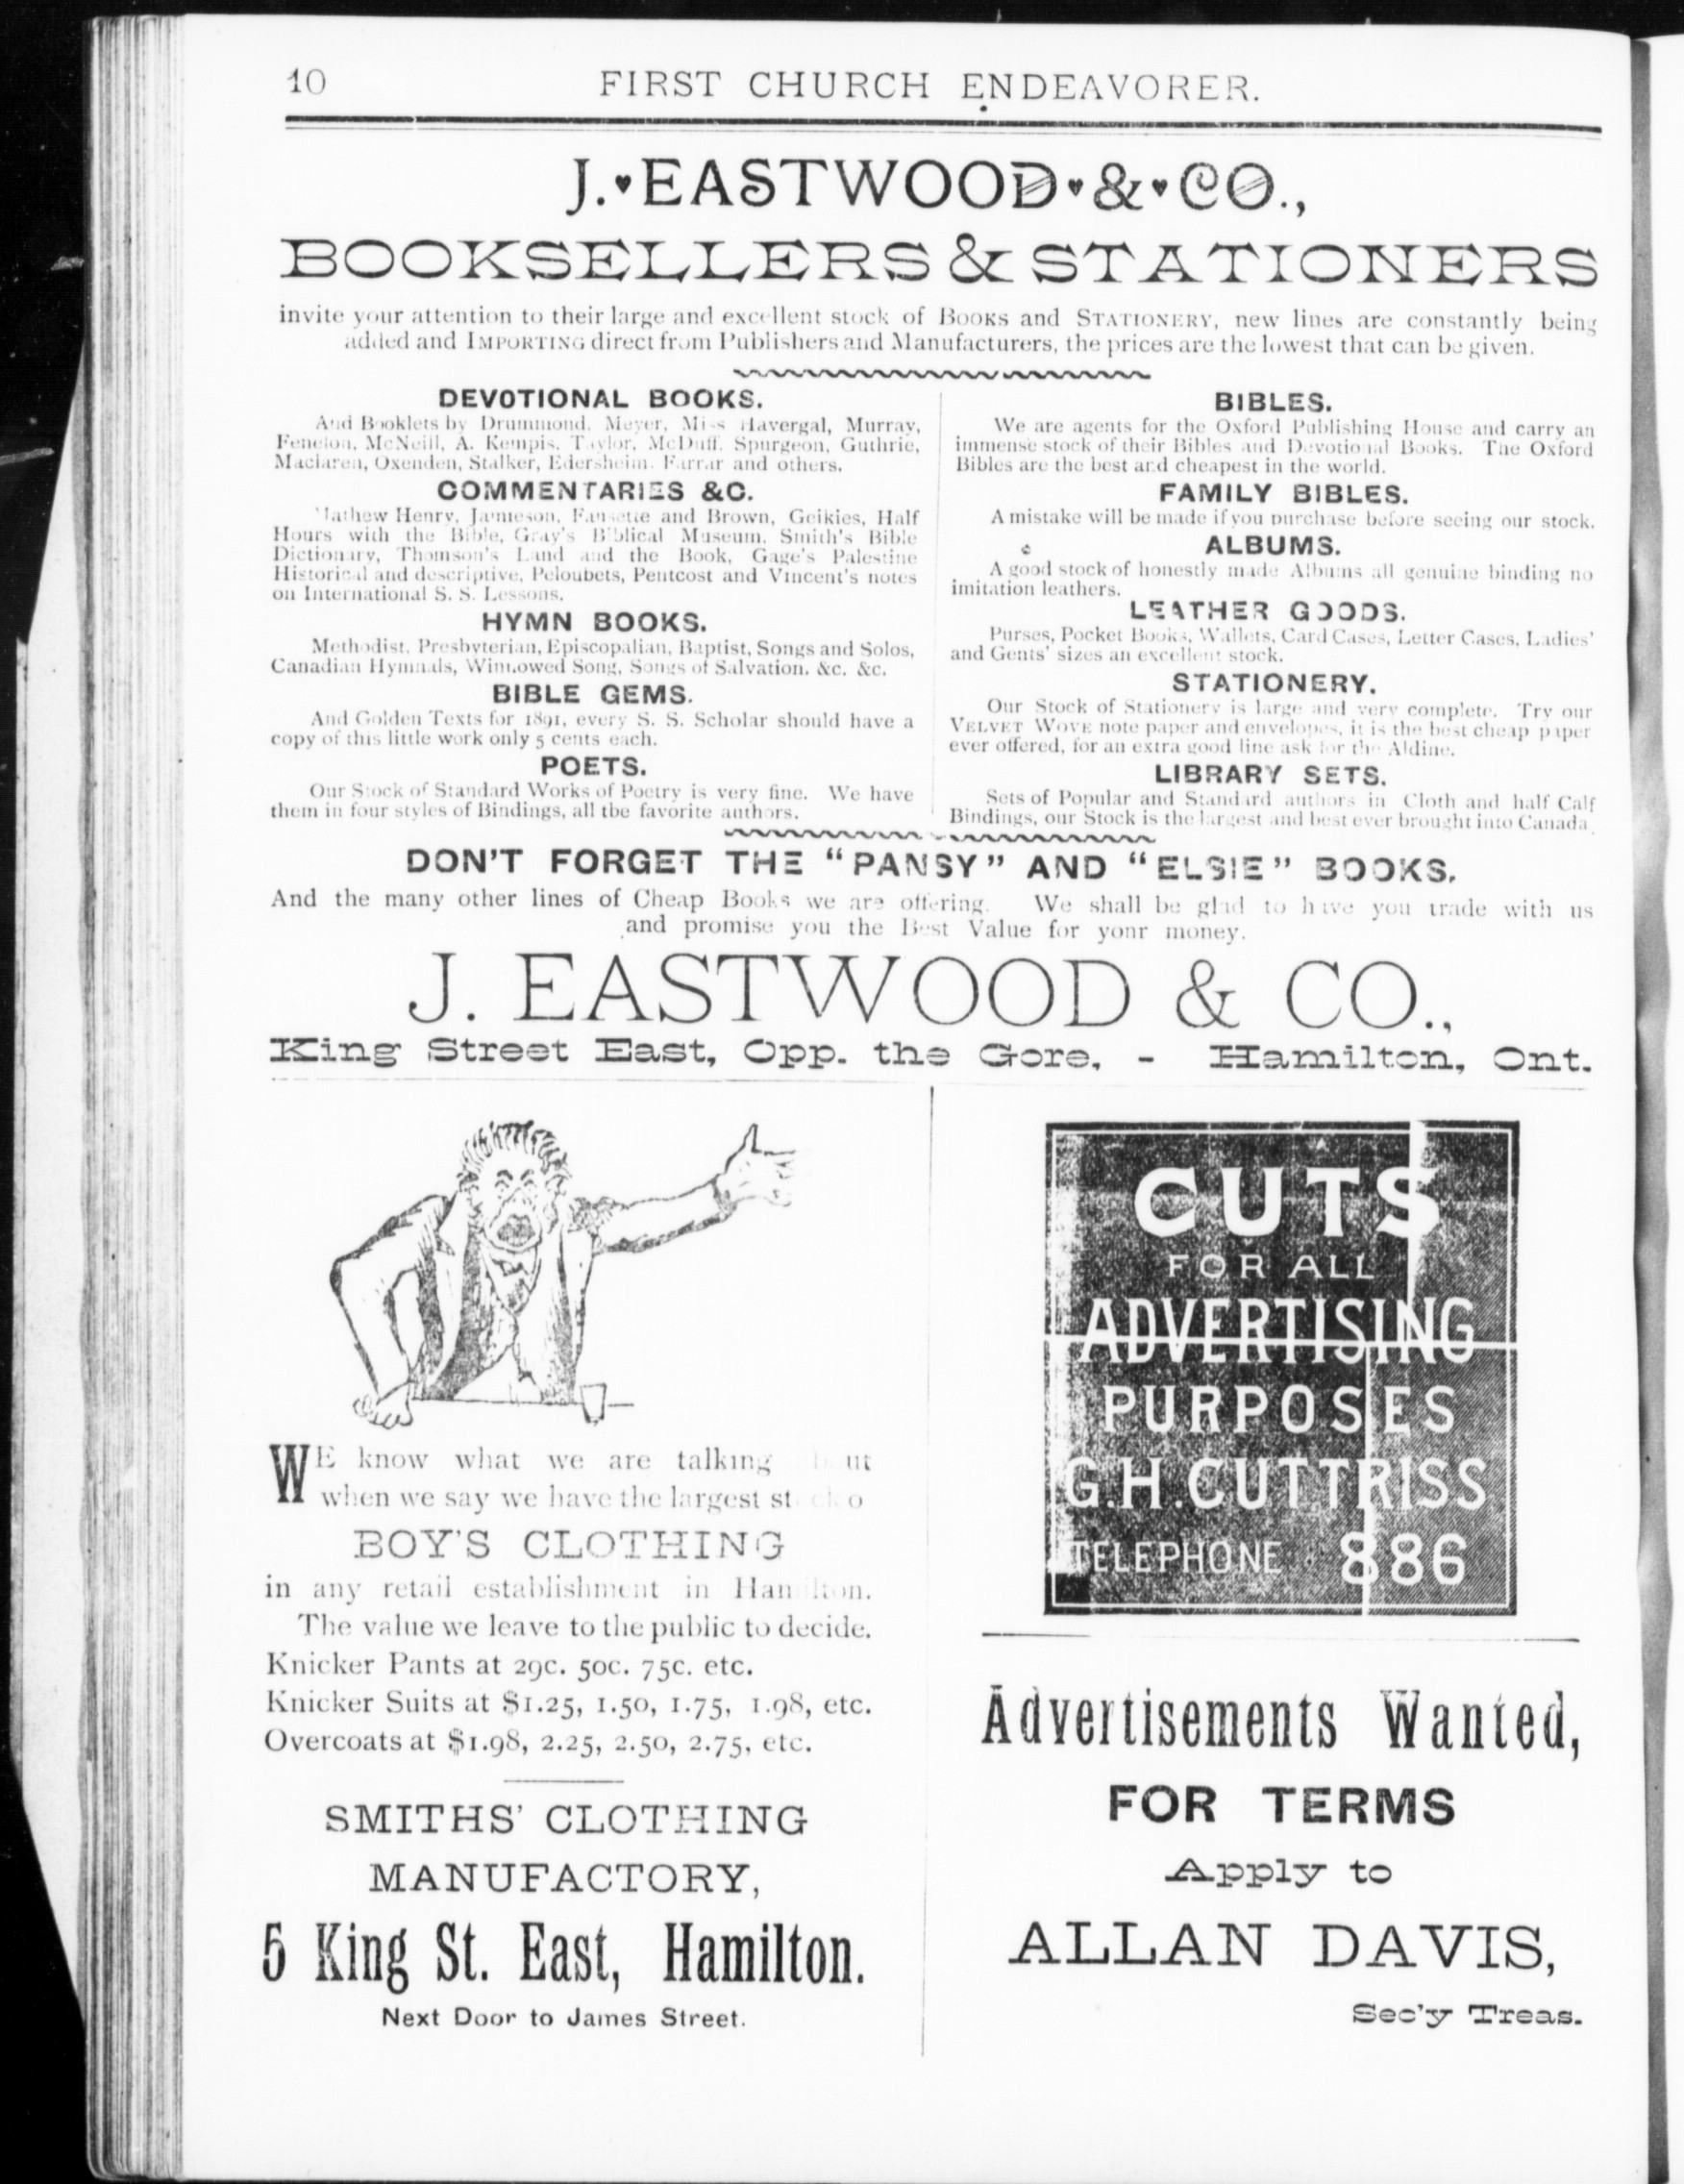 10
FIRST CHURCH ENDEAVORER.
J. EASTWOOD & CO.,
BOOKSELLERS & STATIONERS
invite your attention to their large and excellent stock of BOOKS and STATIONERY, new lines are constantly being
added and IMPORTING direct from Publishers and Manufacturers, the prices are the lowest that can be given.
DEVOTIONAL BOOKS.
And Booklets by Drummond, Meyer, Miss Havergal, Murray,
Fenelon, McNeill, A. Kempis, Taylor, McDuff, Spurgeon, Guthrie,
Maclaren, Oxenden, Stalker, Edersheim, Farrar and others.
COMMENTARIES &C.
Mathew Henry, Jamieson, Faussette and Brown, Geikies, Half
Hours with the Bible, Gray's Biblical Museum, Smith's Bible
Dictionary, Thomson's Land and the Book, Gage's Palestine
Historical and descriptive, Peloubets, Pentcost and Vincent's notes
on International S. S. Lessons.
HYMN BOOKS.
Methodist, Presbyterian, Episcopalian, Baptist, Songs and Solos,
Canadian Hymnals, Winnowed Song, Songs of Salvation, &c. &c.
BIBLE GEMS.
And Golden Texts for 1891, every S. S. Scholar should have a
copy of this little work only 5 cents each.
POETS.
Our Stock of Standard Works of Poetry is very fine. We have
them in four styles of Bindings, all tbe favorite authors.
BIBLES.
We are agents for the Oxford Publishing House and carry an
immense stock of their Bibles and Devotional Books. The Oxford
Bibles are the best and cheapest in the world.
FAMILY BIBLES.
A mistake will be made if you purchase before seeing our stock.
ALBUMS.
A good stock of honestly made Albums all genuine binding no
imitation leathers.
LEATHER GOODS.
Purses, Pocket Books, Wallets, Card Cases, Letter Cases, Ladies'
and Gents' sizes an excellent stock.
STATIONERY.
Our Stock of Stationery is large and very complete. Try our
VELVET WOVE note paper and envelopes, it is the best cheap paper
ever offered, for an extra good line ask for the Aldine.
LIBRARY SETS.
Sets of Popular and Standard authors in Cloth and half Calf
Bindings, our Stock is the largest and best ever brought into Canada.
DON'T FORGET THE "PANSY" AND "ELSIE" BOOKS.
And the many other lines of Cheap Books we are offering. We shall be glad to have you trade with us
and promise you the Best Value for yonr money.
J. EASTWOOD & CO.,
King Street East, Opp. the Gore, - Hamilton, Ont.
WE know what we are talking about
when we say we have the largest stock o
BOY'S CLOTHING
in any retail establishment in Hamilton.
The value we leave to the public to decide.
Knicker Pants at 29c. 50c. 75c. etc.
Knicker Suits at $1.25, 1.50, 1.75, 1.98, etc.
Overcoats at $1.98, 2.25, 2.50, 2.75, etc.
SMITHS' CLOTHING
MANUFACTORY,
5 King St. East, Hamilton.
Next Door to James Street.
CUTS
FOR ALL
ADVERTISING
PURPOSES
G.H.CUTTRISS
TELEPHONE 886
Advertisements Wanted,
FOR TERMS
Apply to
ALLAN DAVIS,
Sec'y Treas.